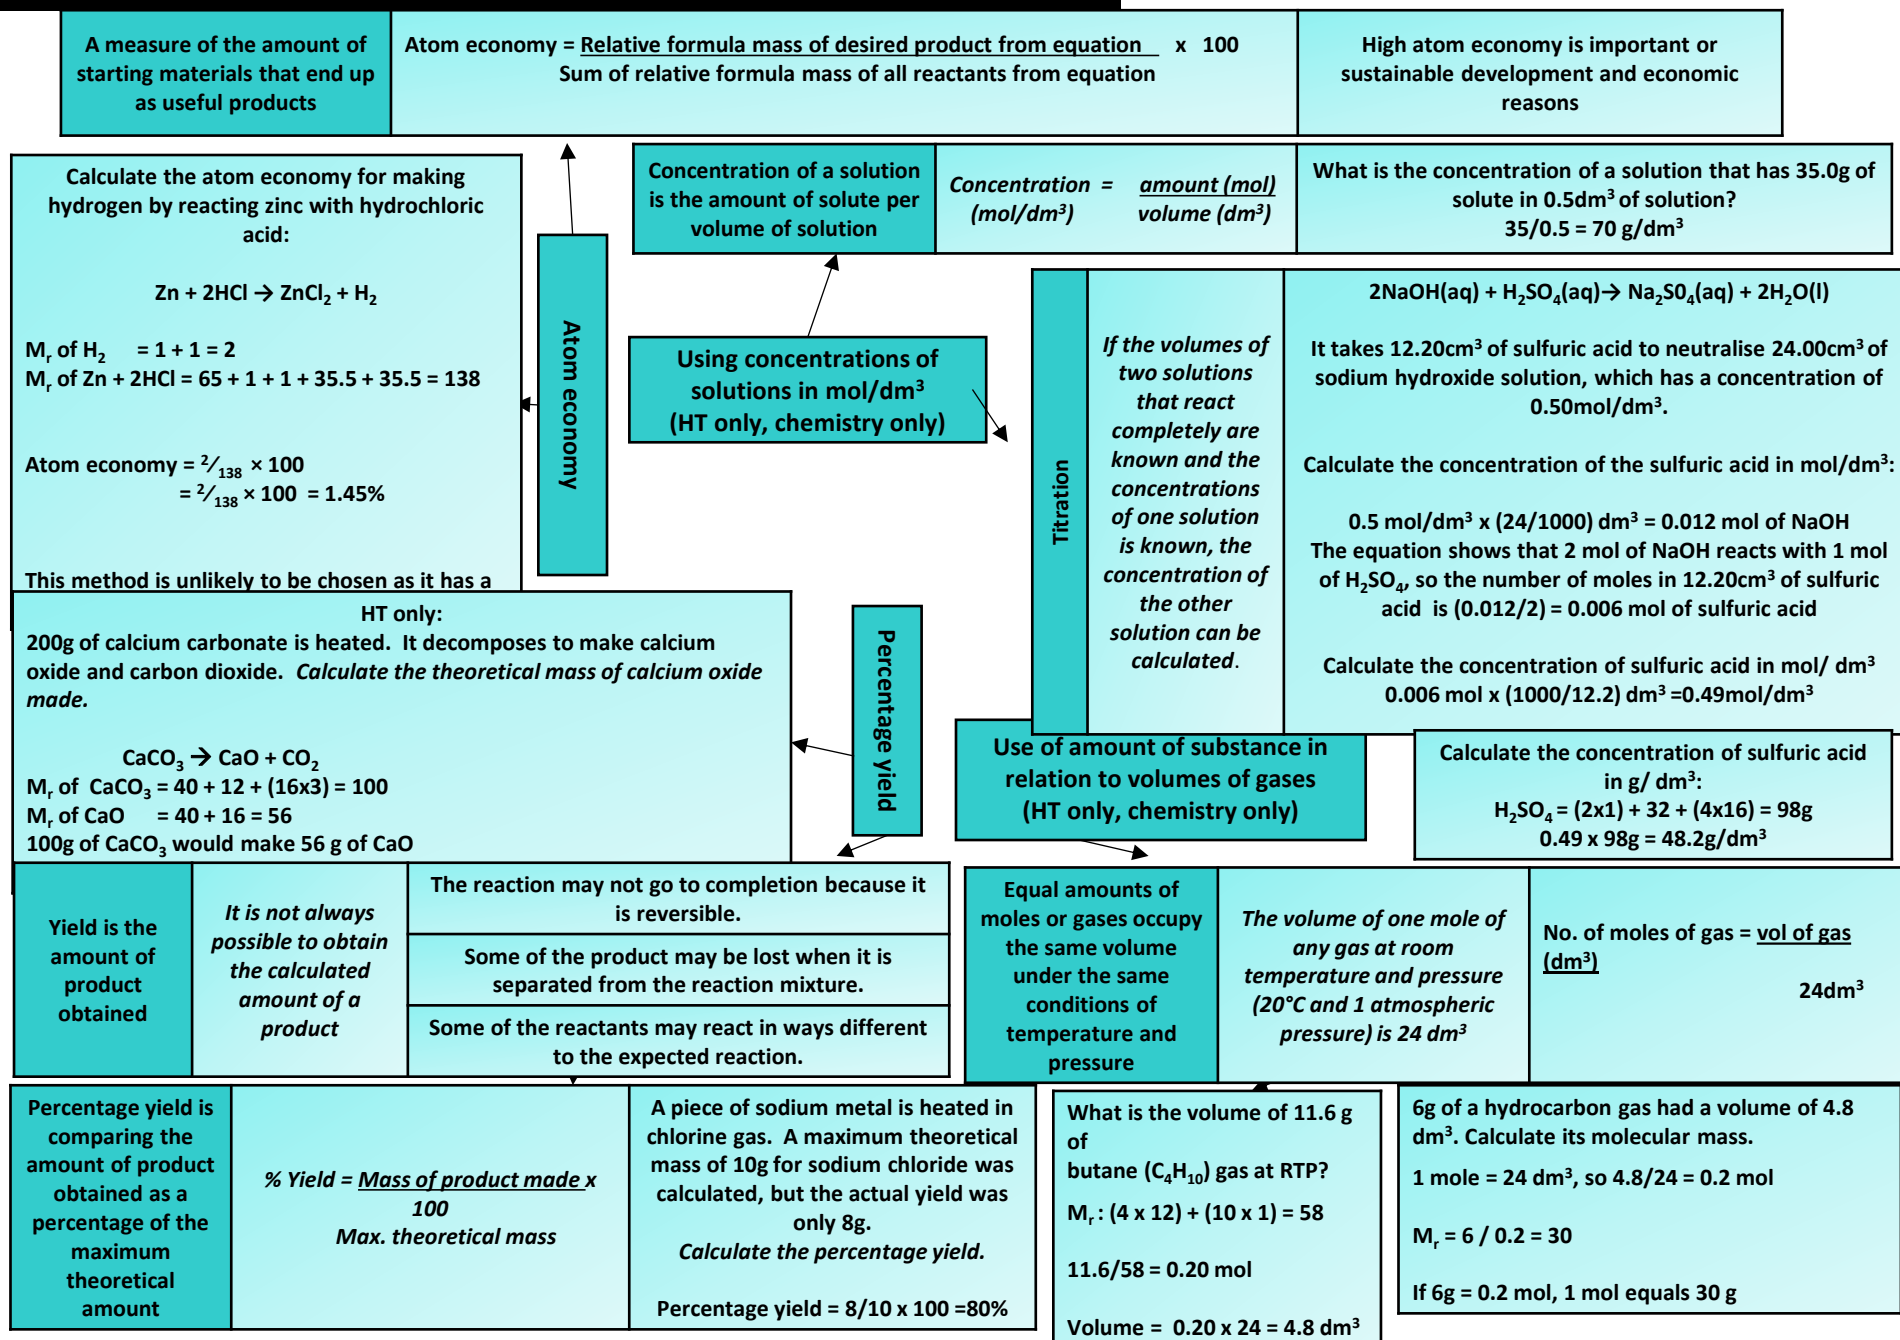 A measure of the amount of
starting materials that end up
as useful products
Atom economy = Relative formula mass of desired product from equation x 100
Sum of relative formula mass of all reactants from equation
High atom economy is important or
sustainable development and economic
reasons
Calculate the atom economy for making
hydrogen by reacting zinc with hydrochloric
acid:
Zn + 2HCl → ZnCl₂ + H₂
Mᵣ of H₂ = 1 + 1 = 2
Mᵣ of Zn + 2HCl = 65 + 1 + 1 + 35.5 + 35.5 = 138
Atom economy = ²⁄₁₃₈ × 100
= ²⁄₁₃₈ × 100 = 1.45%
This method is unlikely to be chosen as it has a
Atom economy
Concentration of a solution
is the amount of solute per
volume of solution
Concentration = amount (mol)
(mol/dm³) volume (dm³)
What is the concentration of a solution that has 35.0g of
solute in 0.5dm³ of solution?
35/0.5 = 70 g/dm³
Using concentrations of
solutions in mol/dm³
(HT only, chemistry only)
Titration
If the volumes of
two solutions
that react
completely are
known and the
concentrations
of one solution
is known, the
concentration of
the other
solution can be
calculated.
2NaOH(aq) + H₂SO₄(aq)→ Na₂S0₄(aq) + 2H₂O(l)
It takes 12.20cm³ of sulfuric acid to neutralise 24.00cm³ of
sodium hydroxide solution, which has a concentration of
0.50mol/dm³.
Calculate the concentration of the sulfuric acid in mol/dm³:
0.5 mol/dm³ x (24/1000) dm³ = 0.012 mol of NaOH
The equation shows that 2 mol of NaOH reacts with 1 mol
of H₂SO₄, so the number of moles in 12.20cm³ of sulfuric
acid is (0.012/2) = 0.006 mol of sulfuric acid
Calculate the concentration of sulfuric acid in mol/ dm³
0.006 mol x (1000/12.2) dm³ =0.49mol/dm³
Calculate the concentration of sulfuric acid
in g/ dm³:
H₂SO₄ = (2x1) + 32 + (4x16) = 98g
0.49 x 98g = 48.2g/dm³
HT only:
200g of calcium carbonate is heated. It decomposes to make calcium
oxide and carbon dioxide. Calculate the theoretical mass of calcium oxide
made.
CaCO₃ → CaO + CO₂
Mᵣ of CaCO₃ = 40 + 12 + (16x3) = 100
Mᵣ of CaO = 40 + 16 = 56
100g of CaCO₃ would make 56 g of CaO
Percentage yield
Use of amount of substance in
relation to volumes of gases
(HT only, chemistry only)
Yield is the
amount of
product
obtained
It is not always
possible to obtain
the calculated
amount of a
product
The reaction may not go to completion because it
is reversible.
Some of the product may be lost when it is
separated from the reaction mixture.
Some of the reactants may react in ways different
to the expected reaction.
Equal amounts of
moles or gases occupy
the same volume
under the same
conditions of
temperature and
pressure
The volume of one mole of
any gas at room
temperature and pressure
(20°C and 1 atmospheric
pressure) is 24 dm³
No. of moles of gas = vol of gas
(dm³)
24dm³
Percentage yield is
comparing the
amount of product
obtained as a
percentage of the
maximum
theoretical
amount
% Yield = Mass of product made x
100
Max. theoretical mass
A piece of sodium metal is heated in
chlorine gas. A maximum theoretical
mass of 10g for sodium chloride was
calculated, but the actual yield was
only 8g.
Calculate the percentage yield.
Percentage yield = 8/10 x 100 =80%
What is the volume of 11.6 g
of
butane (C₄H₁₀) gas at RTP?
Mᵣ : (4 x 12) + (10 x 1) = 58
11.6/58 = 0.20 mol
Volume = 0.20 x 24 = 4.8 dm³
6g of a hydrocarbon gas had a volume of 4.8
dm³. Calculate its molecular mass.
1 mole = 24 dm³, so 4.8/24 = 0.2 mol
Mᵣ = 6 / 0.2 = 30
If 6g = 0.2 mol, 1 mol equals 30 g